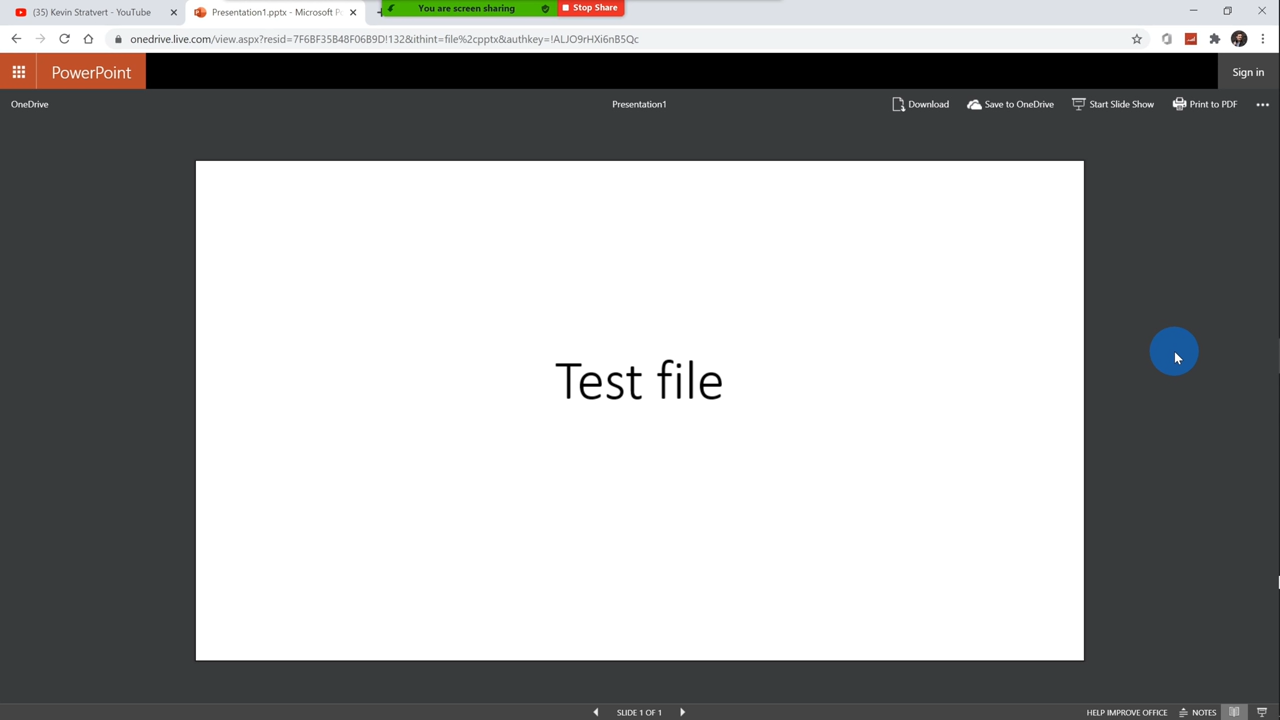 (35) Kevin Stratvert - YouTube
Presentation1.pptx - Microsoft P
You are screen sharing
Stop Share
onedrive.live.com/view.aspx?resid=7F6BF35B48F06B9D!132&ithint=file%2cpptx&authkey=!ALJO9rHXi6nB5Qc
PowerPoint
Sign in
OneDrive
Presentation1
Download
Save to OneDrive
Start Slide Show
Print to PDF
Test file
SLIDE 1 OF 1
HELP IMPROVE OFFICE
NOTES